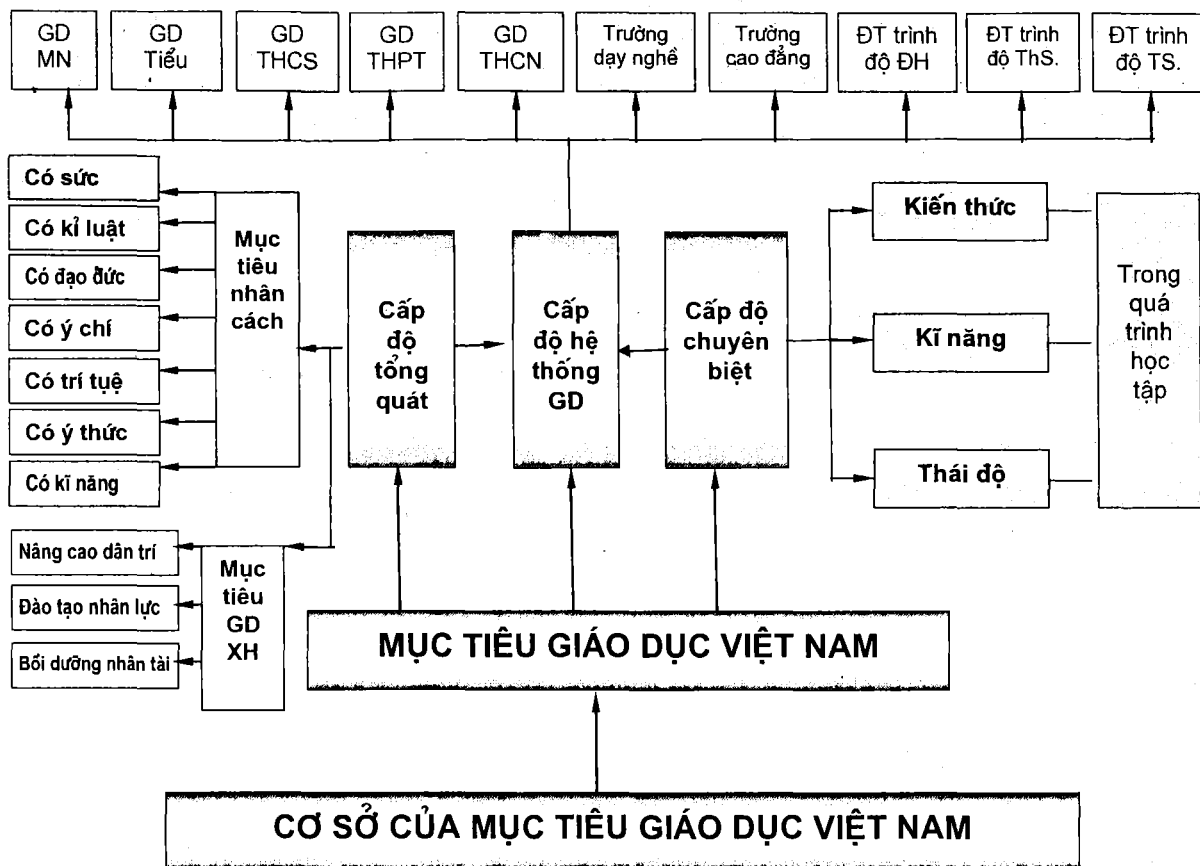 GD
MN
GD
Tiểu
GD
THCS
GD
THPT
GD
THCN
Trường
dạy nghề
Trường
cao đẳng
ĐT trình
độ ĐH
ĐT trình
độ ThS.
ĐT trình
độ TS.
Có sức
Có kỉ luật
Có đạo đức
Có ý chí
Có trí tuệ
Có ý thức
Có kĩ năng
Mục
tiêu
nhân
cách
Cấp
độ
tổng
quát
Cấp
độ hệ
thống
GD
Cấp độ
chuyên
biệt
Kiến thức
Kĩ năng
Thái độ
Trong
quá
trình
học
tập
Nâng cao dân trí
Đào tạo nhân lực
Bồi dưỡng nhân tài
Mục
tiêu
GD
XH
MỤC TIÊU GIÁO DỤC VIỆT NAM
CƠ SỞ CỦA MỤC TIÊU GIÁO DỤC VIỆT NAM